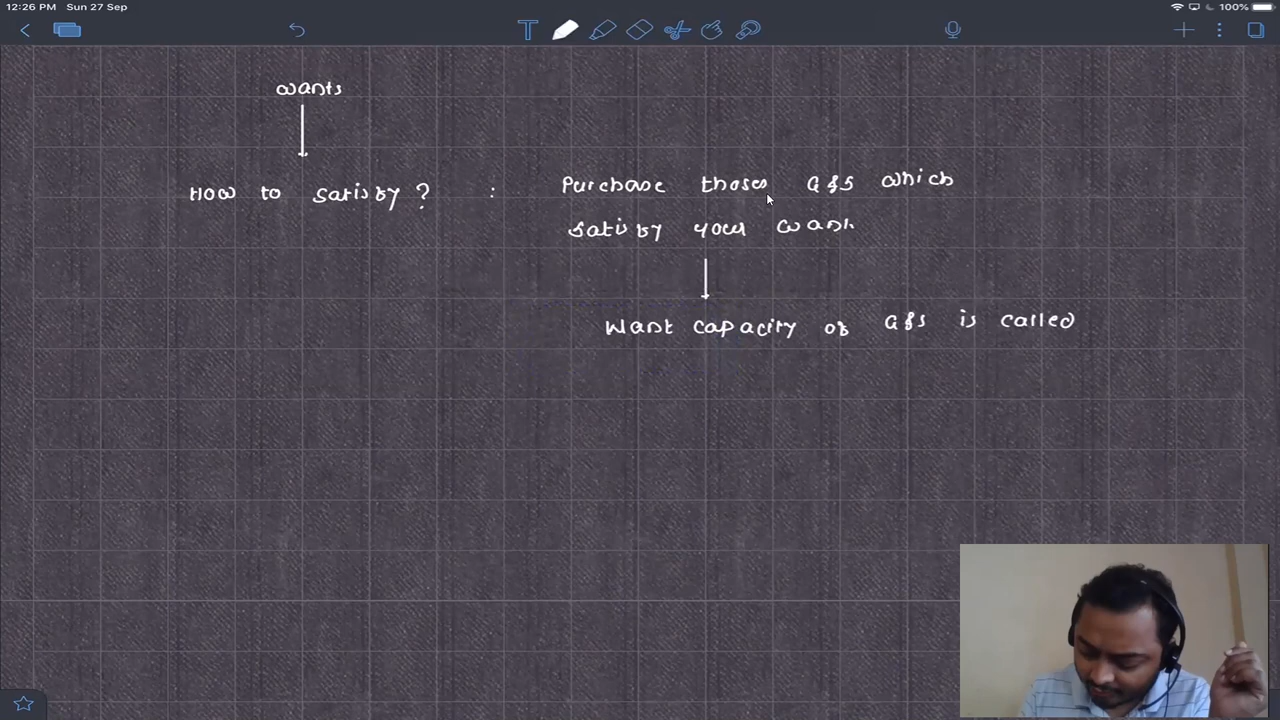 12:26 PM Sun 27 Sep
100%
wants
How to satisfy ? : Purchase thoses G&S which
satisfy your want
Want capacity of G&S is called